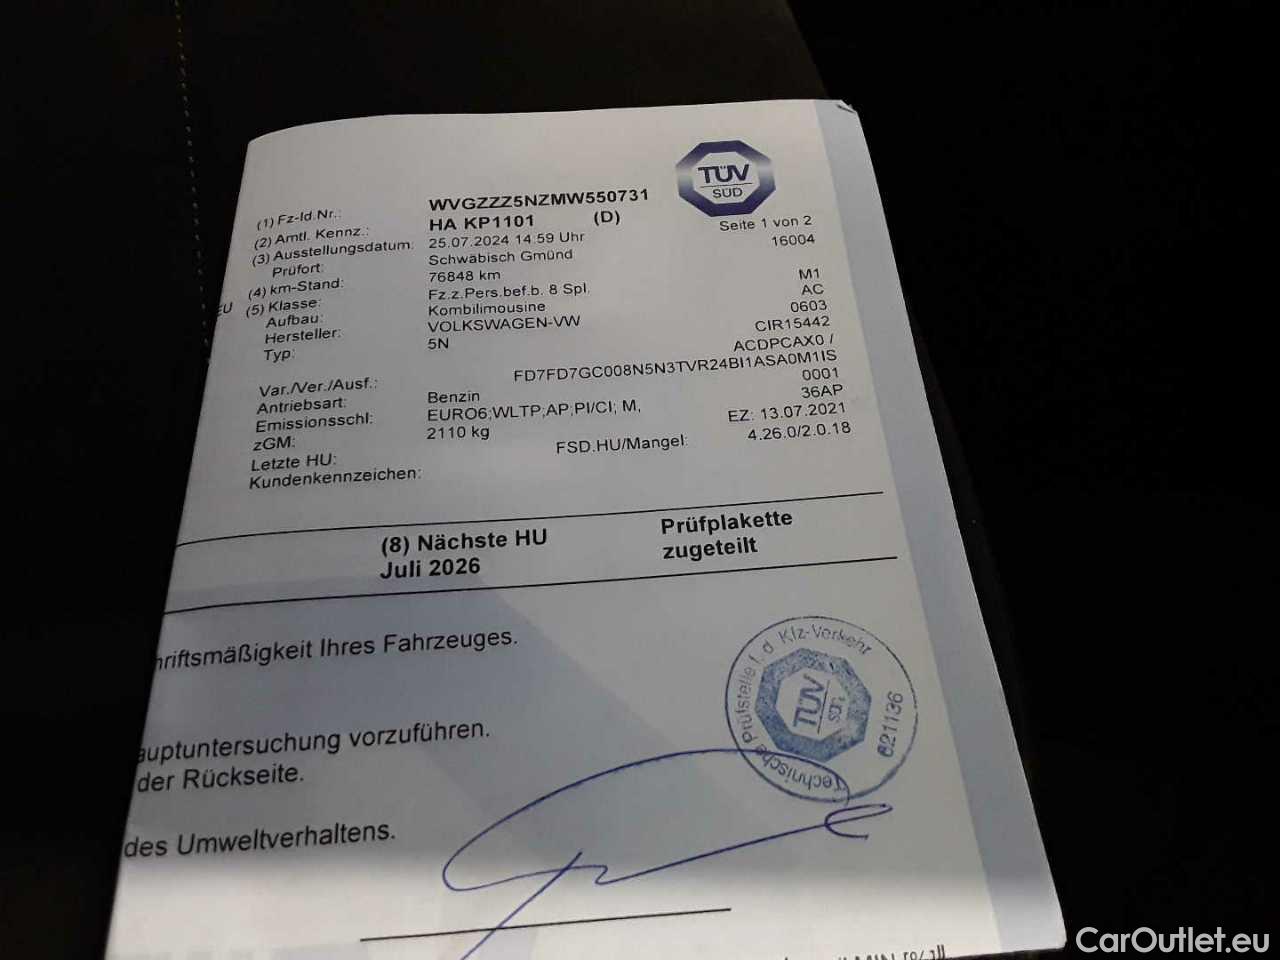 TÜV
SÜD
(1) Fz-Id.Nr.: WVGZZZ5NZMW550731
(2) Amtl. Kennz.: HA KP1101 (D) Seite 1 von 2
(3) Ausstellungsdatum: 25.07.2024 14:59 Uhr 16004
Prüfort: Schwäbisch Gmünd
(4) km-Stand: 76848 km
EU (5) Klasse: Fz.z.Pers.bef.b. 8 Spl. M1
Aufbau: Kombilimousine AC
Hersteller: VOLKSWAGEN-VW 0603
Typ: 5N CIR15442
ACDPCAX0 /
Var./Ver./Ausf.: FD7FD7GC008N5N3TVR24BI1ASA0M1IS
Antriebsart: Benzin 0001
Emissionsschl: EURO6;WLTP;AP;PI/CI; M, 36AP
zGM: 2110 kg EZ: 13.07.2021
Letzte HU: FSD.HU/Mangel: 4.26.0/2.0.18
Kundenkennzeichen:
(8) Nächste HU Prüfplakette
Juli 2026 zugeteilt
hriftsmäßigkeit Ihres Fahrzeuges.
auptuntersuchung vorzuführen.
der Rückseite.
des Umweltverhaltens.
Technische Prüfstelle f. d. Kfz-Verkehr
TÜV
SÜD
621136
CarOutlet.eu